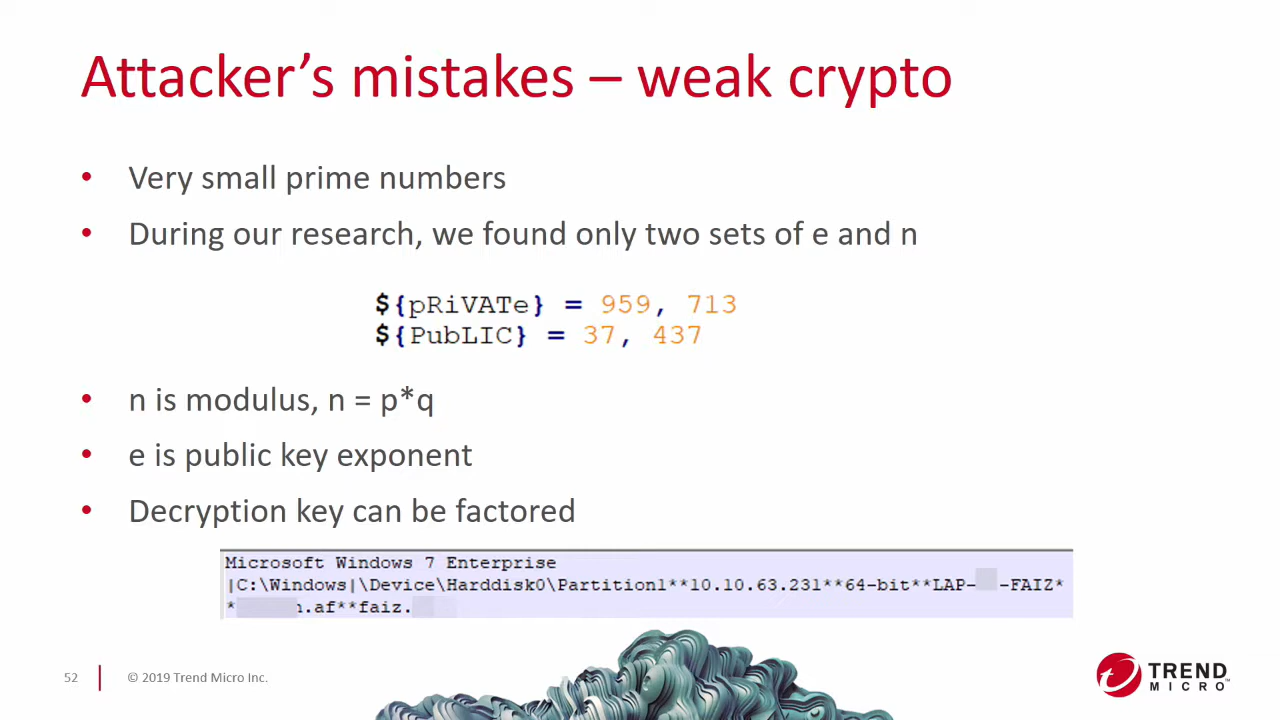 Attacker’s mistakes – weak crypto
• Very small prime numbers
• During our research, we found only two sets of e and n
${pRiVATe} = 959, 713
${PubLIC} = 37, 437
• n is modulus, n = p*q
• e is public key exponent
• Decryption key can be factored
Microsoft Windows 7 Enterprise
|C:\Windows|\Device\Harddisk0\Partition1**10.10.63.231**64-bit**LAP- -FAIZ*
* n.af**faiz.
52 © 2019 Trend Micro Inc.
TREND
MICRO